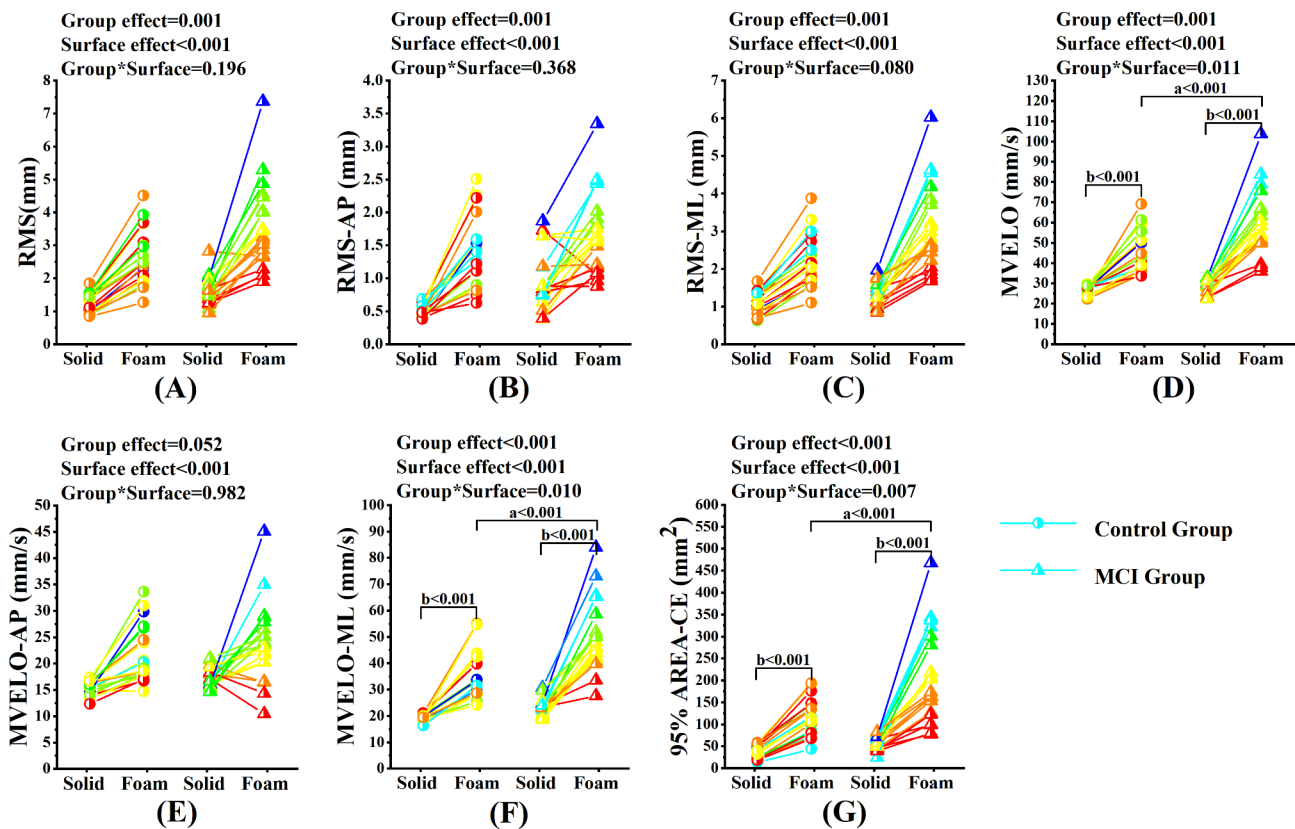 Group effect=0.001
Surface effect<0.001
Group*Surface=0.196
RMS(mm)
8
6
4
2
0
Solid Foam Solid Foam
(A)
Group effect=0.001
Surface effect<0.001
Group*Surface=0.368
RMS-AP (mm)
4.0
3.5
3.0
2.5
2.0
1.5
1.0
0.5
0.0
Solid Foam Solid Foam
(B)
Group effect=0.001
Surface effect<0.001
Group*Surface=0.080
RMS-ML (mm)
7
6
5
4
3
2
1
0
Solid Foam Solid Foam
(C)
Group effect=0.001
Surface effect<0.001
Group*Surface=0.011
MVELO (mm/s)
130
120
110
100
90
80
70
60
50
40
30
20
10
0
a<0.001
b<0.001
b<0.001
Solid Foam Solid Foam
(D)
Group effect=0.052
Surface effect<0.001
Group*Surface=0.982
MVELO-AP (mm/s)
50
45
40
35
30
25
20
15
10
5
0
Solid Foam Solid Foam
(E)
Group effect<0.001
Surface effect<0.001
Group*Surface=0.010
MVELO-ML (mm/s)
100
90
80
70
60
50
40
30
20
10
0
a<0.001
b<0.001
b<0.001
Solid Foam Solid Foam
(F)
Group effect<0.001
Surface effect<0.001
Group*Surface=0.007
95% AREA-CE (mm²)
600
550
500
450
400
350
300
250
200
150
100
50
0
a<0.001
b<0.001
b<0.001
Solid Foam Solid Foam
(G)
Control Group
MCI Group